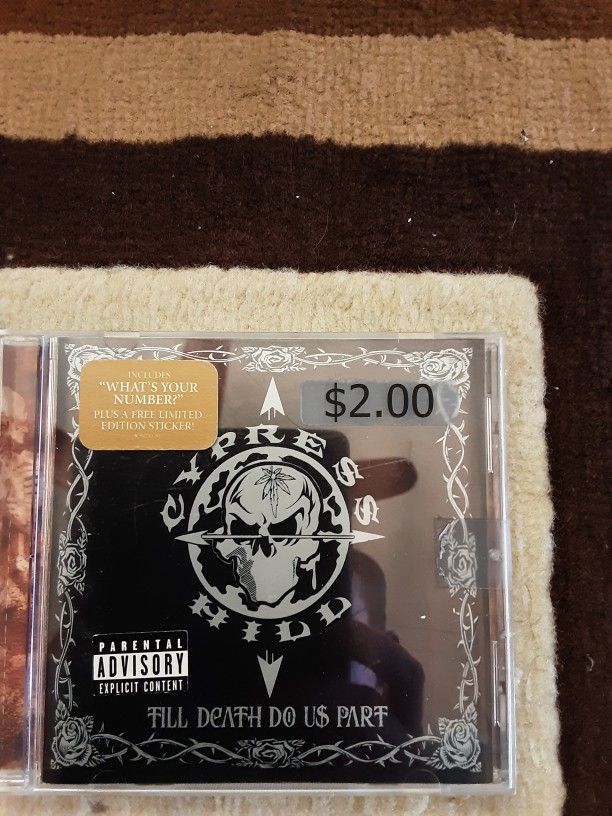 INCLUDES
"WHAT'S YOUR
NUMBER?"
PLUS A FREE LIMITED
EDITION STICKER!
$2.00
CYPRESS
HILL
PARENTAL
ADVISORY
EXPLICIT CONTENT
TILL DEATH DO U$ PART